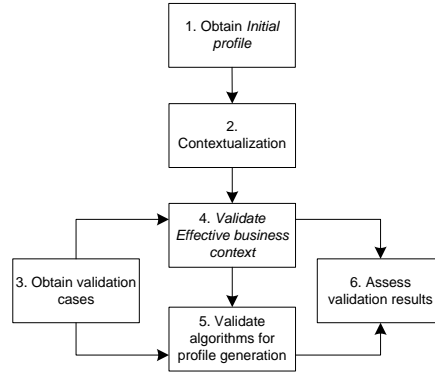 1. Obtain Initial
profile
2.
Contextualization
4. Validate
Effective business
context
3. Obtain validation
cases
6. Assess
validation results
5. Validate
algorithms for
profile generation